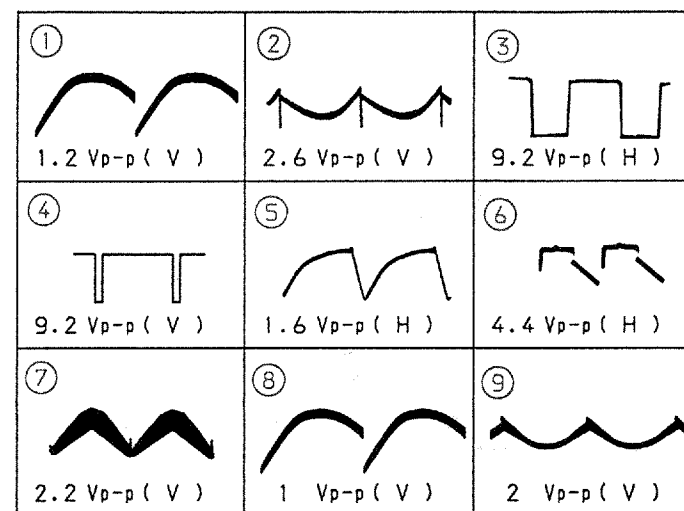 1 2 3
1.2 Vp-p ( V ) 2.6 Vp-p ( V ) 9.2 Vp-p ( H )
4 5 6
9.2 Vp-p ( V ) 1.6 Vp-p ( H ) 4.4 Vp-p ( H )
7 8 9
2.2 Vp-p ( V ) 1 Vp-p ( V ) 2 Vp-p ( V )